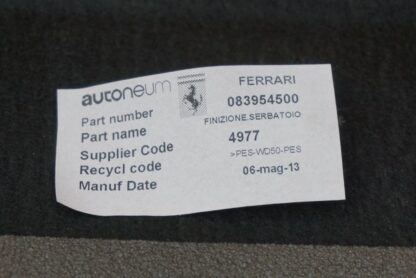 autoneum FERRARI
Part number 083954500
Part name FINIZIONE.SERBATOIO
Supplier Code 4977
Recycl code >PES-WD50-PES
Manuf Date 06-mag-13